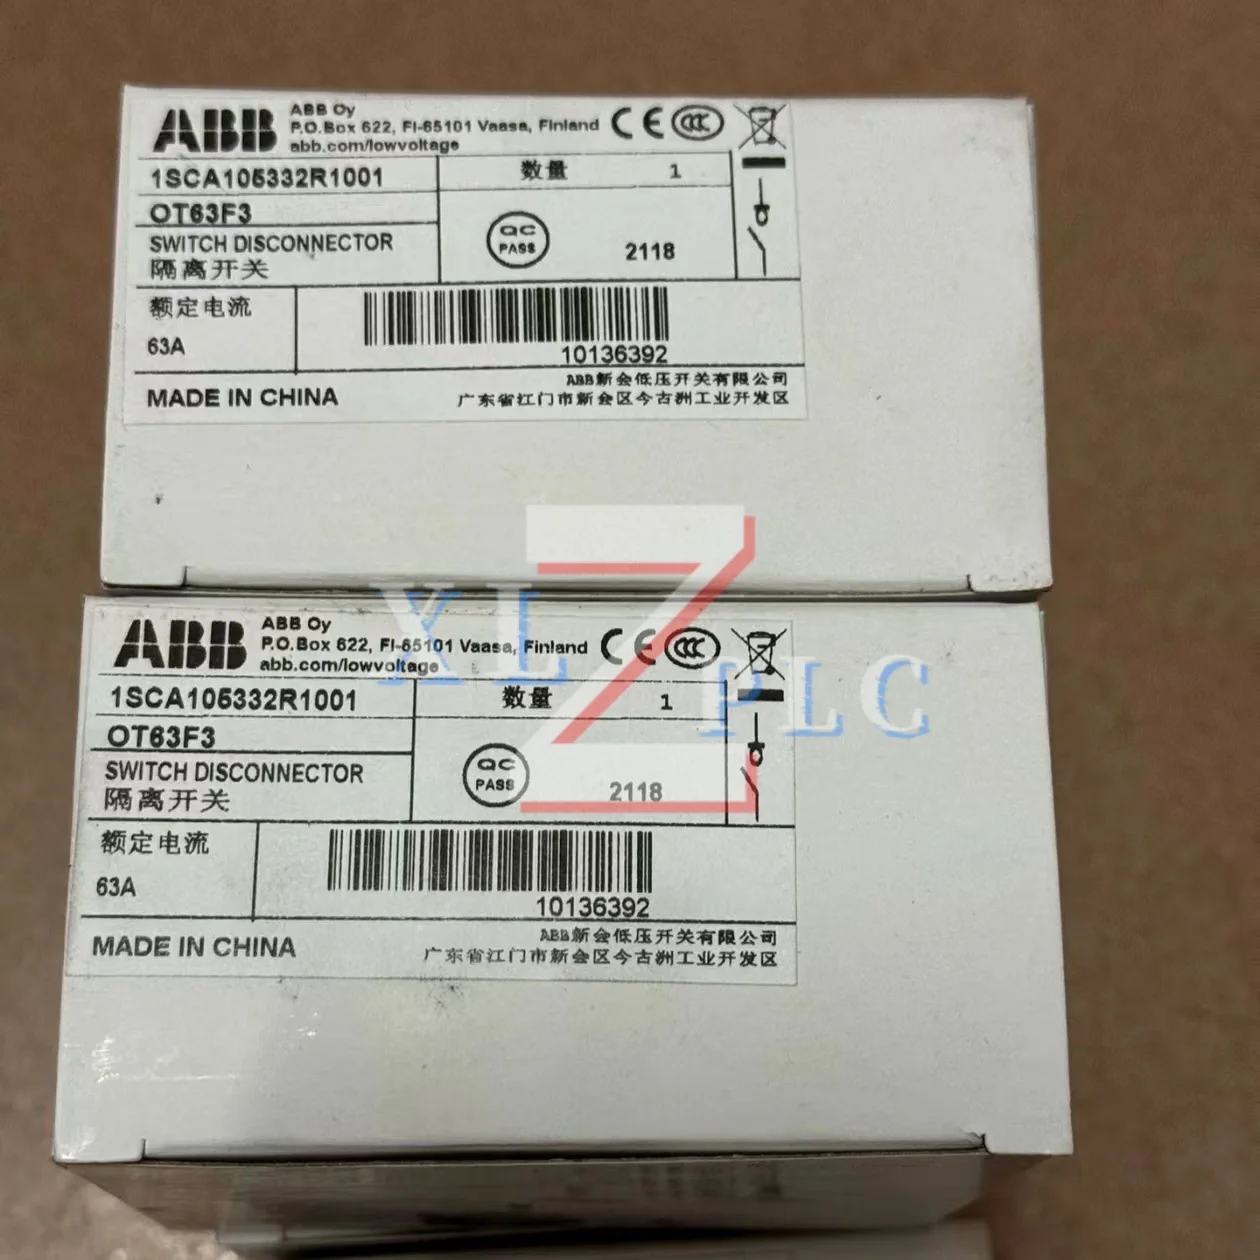 ABB
ABB Oy
P.O.Box 622, FI-65101 Vaasa, Finland
abb.com/lowvoltage
CE CCC
1SCA105332R1001
数量 1
OT63F3
SWITCH DISCONNECTOR
隔离开关
QC
PASS
2118
额定电流
63A
10136392
MADE IN CHINA
ABB新会低压开关有限公司
广东省江门市新会区今古洲工业开发区
XLZPLC
ABB
ABB Oy
P.O.Box 622, FI-65101 Vaasa, Finland
abb.com/lowvoltage
CE CCC
1SCA105332R1001
数量 1
OT63F3
SWITCH DISCONNECTOR
隔离开关
QC
PASS
2118
额定电流
63A
10136392
MADE IN CHINA
ABB新会低压开关有限公司
广东省江门市新会区今古洲工业开发区